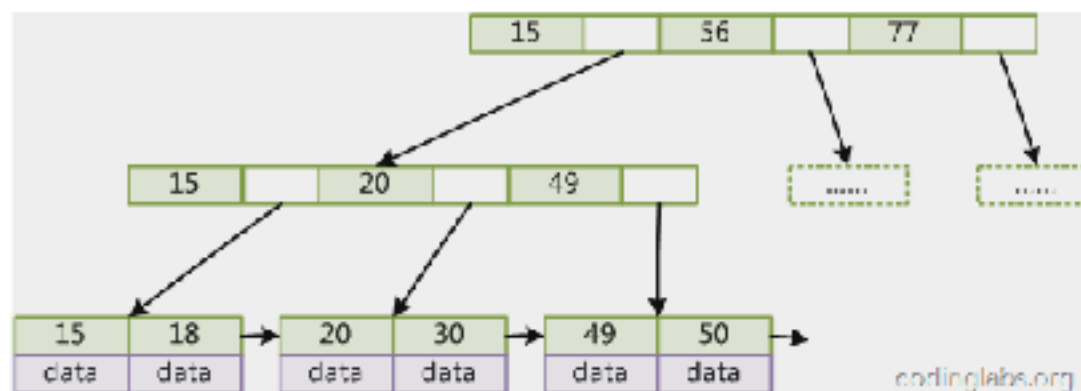 15 56 77
15 20 49
...... ......
15 18 20 30 49 50
data data data data data data
codinglabs.org